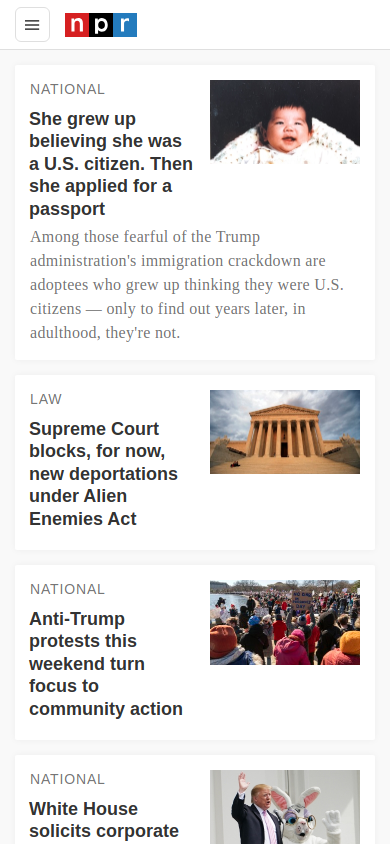 npr
NATIONAL
She grew up
believing she was
a U.S. citizen. Then
she applied for a
passport
Among those fearful of the Trump
administration's immigration crackdown are
adoptees who grew up thinking they were U.S.
citizens — only to find out years later, in
adulthood, they're not.
LAW
Supreme Court
blocks, for now,
new deportations
under Alien
Enemies Act
NATIONAL
Anti-Trump
protests this
weekend turn
focus to
community action
NATIONAL
White House
solicits corporate